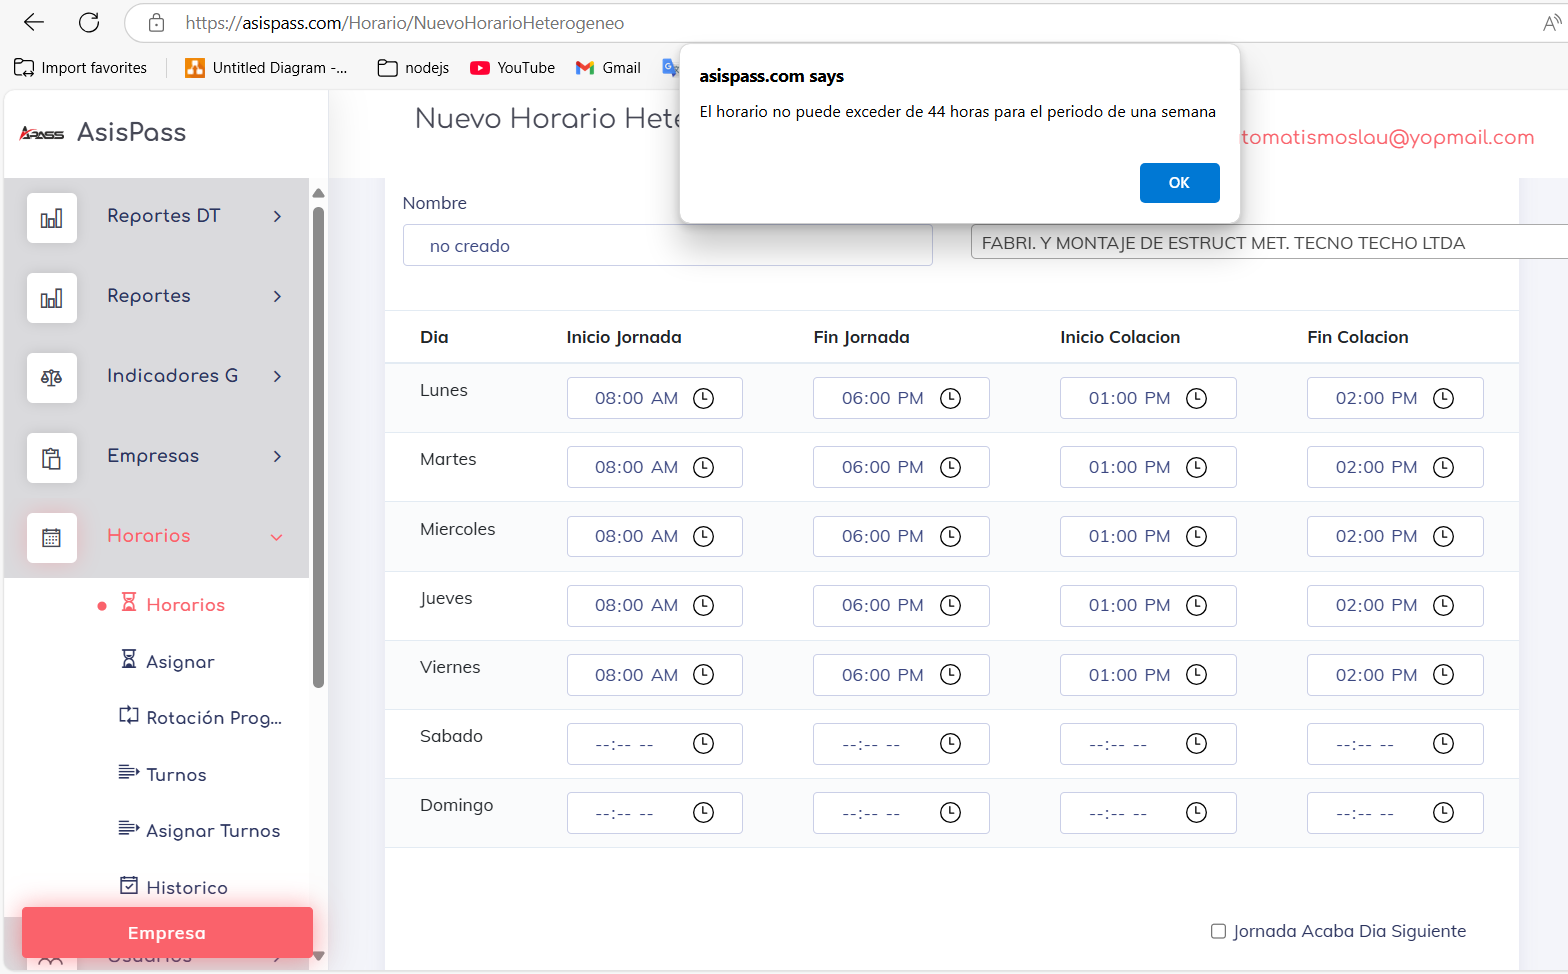 https://asispass.com/Horario/NuevoHorarioHeterogeneo
Import favorites
Untitled Diagram -...
nodejs
YouTube
Gmail
asispass.com says
El horario no puede exceder de 44 horas para el periodo de una semana
OK
APASS
AsisPass
Nuevo Horario Hete
tomatismoslau@yopmail.com
Reportes DT
Reportes
Indicadores G
Empresas
Horarios
Horarios
Asignar
Rotación Prog...
Turnos
Asignar Turnos
Historico
Empresa
Usuarios
Nombre
no creado
FABRI. Y MONTAJE DE ESTRUCT MET. TECNO TECHO LTDA
Dia Inicio Jornada Fin Jornada Inicio Colacion Fin Colacion
Lunes 08:00 AM 06:00 PM 01:00 PM 02:00 PM
Martes 08:00 AM 06:00 PM 01:00 PM 02:00 PM
Miercoles 08:00 AM 06:00 PM 01:00 PM 02:00 PM
Jueves 08:00 AM 06:00 PM 01:00 PM 02:00 PM
Viernes 08:00 AM 06:00 PM 01:00 PM 02:00 PM
Sabado --:-- -- --:-- -- --:-- -- --:-- --
Domingo --:-- -- --:-- -- --:-- -- --:-- --
Jornada Acaba Dia Siguiente